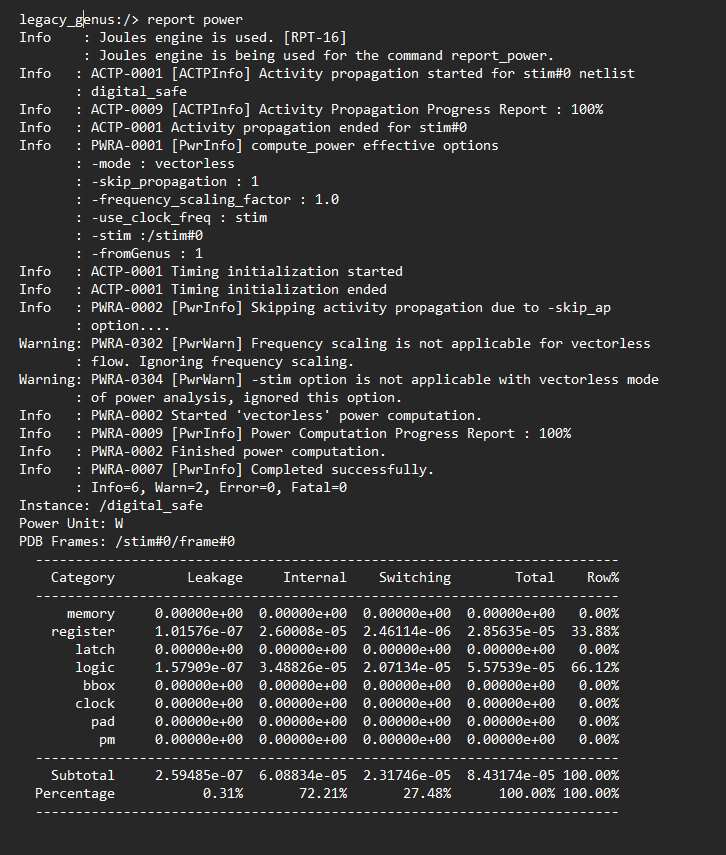 legacy_genus:/> report power
Info    : Joules engine is used. [RPT-16]
        : Joules engine is being used for the command report_power.
Info   : ACTP-0001 [ACTPInfo] Activity propagation started for stim#0 netlist
       : digital_safe
Info   : ACTP-0009 [ACTPInfo] Activity Propagation Progress Report : 100%
Info   : ACTP-0001 Activity propagation ended for stim#0
Info   : PWRA-0001 [PwrInfo] compute_power effective options
       : -mode : vectorless
       : -skip_propagation : 1
       : -frequency_scaling_factor : 1.0
       : -use_clock_freq : stim
       : -stim :/stim#0
       : -fromGenus : 1
Info   : ACTP-0001 Timing initialization started
Info   : ACTP-0001 Timing initialization ended
Info   : PWRA-0002 [PwrInfo] Skipping activity propagation due to -skip_ap
       : option....
Warning: PWRA-0302 [PwrWarn] Frequency scaling is not applicable for vectorless
       : flow. Ignoring frequency scaling.
Warning: PWRA-0304 [PwrWarn] -stim option is not applicable with vectorless mode
       : of power analysis, ignored this option.
Info   : PWRA-0002 Started 'vectorless' power computation.
Info   : PWRA-0009 [PwrInfo] Power Computation Progress Report : 100%
Info   : PWRA-0002 Finished power computation.
Info   : PWRA-0007 [PwrInfo] Completed successfully.
       : Info=6, Warn=2, Error=0, Fatal=0
Instance: /digital_safe
Power Unit: W
PDB Frames: /stim#0/frame#0
  -------------------------------------------------------------------------
    Category         Leakage     Internal    Switching        Total    Row%
  -------------------------------------------------------------------------
      memory     0.00000e+00  0.00000e+00  0.00000e+00  0.00000e+00   0.00%
    register     1.01576e-07  2.60008e-05  2.46114e-06  2.85635e-05  33.88%
       latch     0.00000e+00  0.00000e+00  0.00000e+00  0.00000e+00   0.00%
       logic     1.57909e-07  3.48826e-05  2.07134e-05  5.57539e-05  66.12%
        bbox     0.00000e+00  0.00000e+00  0.00000e+00  0.00000e+00   0.00%
       clock     0.00000e+00  0.00000e+00  0.00000e+00  0.00000e+00   0.00%
         pad     0.00000e+00  0.00000e+00  0.00000e+00  0.00000e+00   0.00%
          pm     0.00000e+00  0.00000e+00  0.00000e+00  0.00000e+00   0.00%
  -------------------------------------------------------------------------
    Subtotal     2.59485e-07  6.08834e-05  2.31746e-05  8.43174e-05 100.00%
  Percentage           0.31%       72.21%       27.48%      100.00% 100.00%
  -------------------------------------------------------------------------